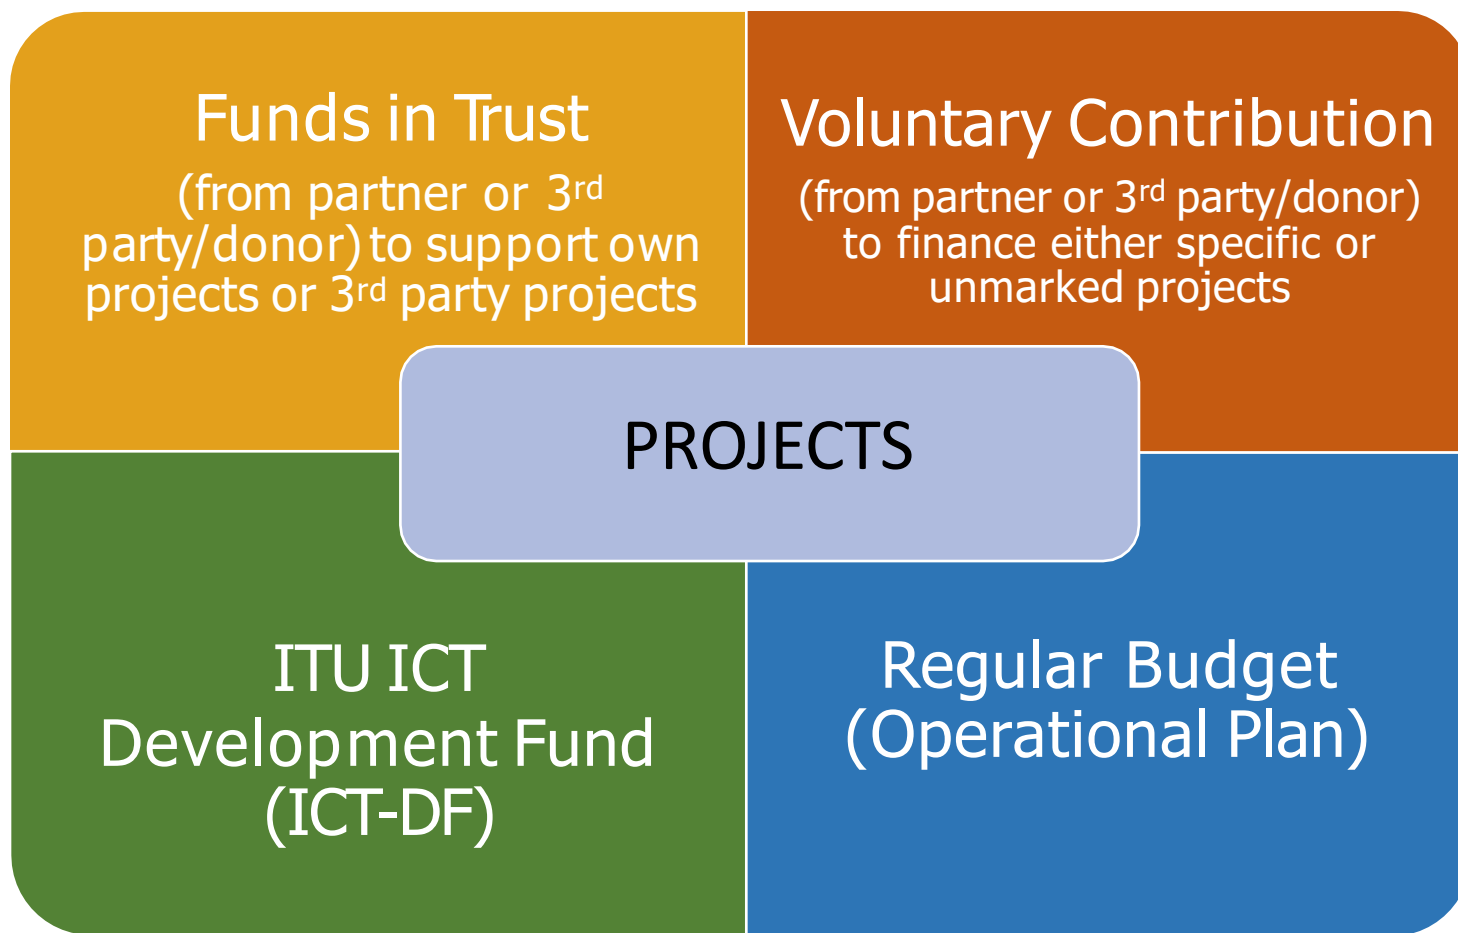 Funds in Trust
(from partner or 3rd
party/donor) to support own
projects or 3rd party projects
Voluntary Contribution
(from partner or 3rd party/donor)
to finance either specific or
unmarked projects
PROJECTS
ITU ICT
Development Fund
(ICT-DF)
Regular Budget
(Operational Plan)